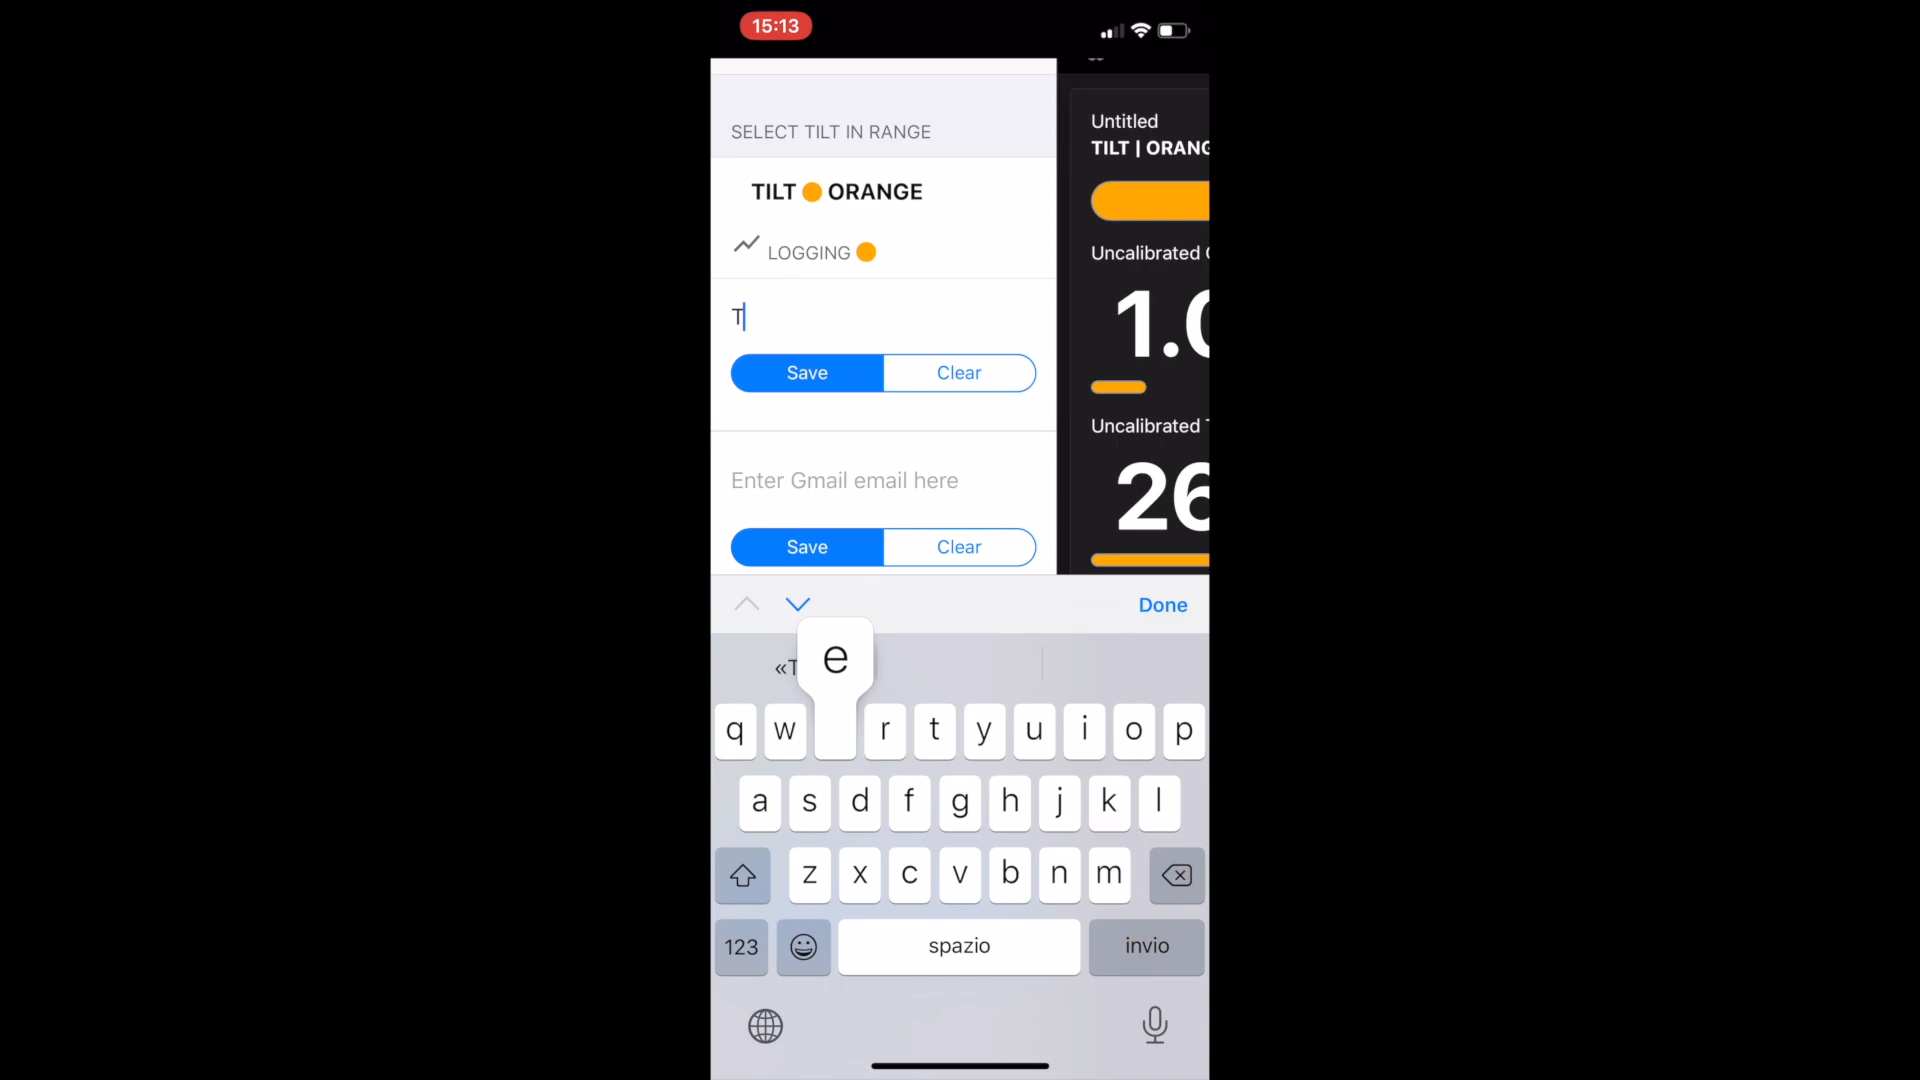 15:13
SELECT TILT IN RANGE
TILT ORANGE
LOGGING
T
Save Clear
Enter Gmail email here
Save Clear
Untitled
TILT | ORANG
Uncalibrated
1.0
Uncalibrated
26
Done
«T
e
q w r t y u i o p
a s d f g h j k l
z x c v b n m
123 spazio invio